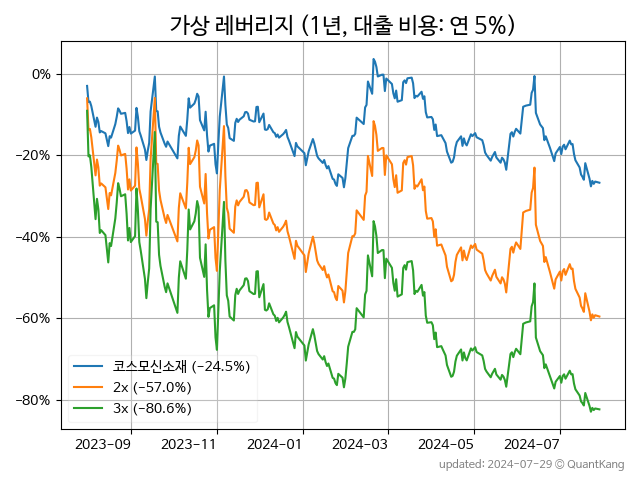 가상 레버리지 (1년, 대출 비용: 연 5%)
0%
−20%
−40%
−60%
−80%
코스모신소재 (−24.5%)
2x (−57.0%)
3x (−80.6%)
2023-09 2023-11 2024-01 2024-03 2024-05 2024-07
updated: 2024-07-29 © QuantKang